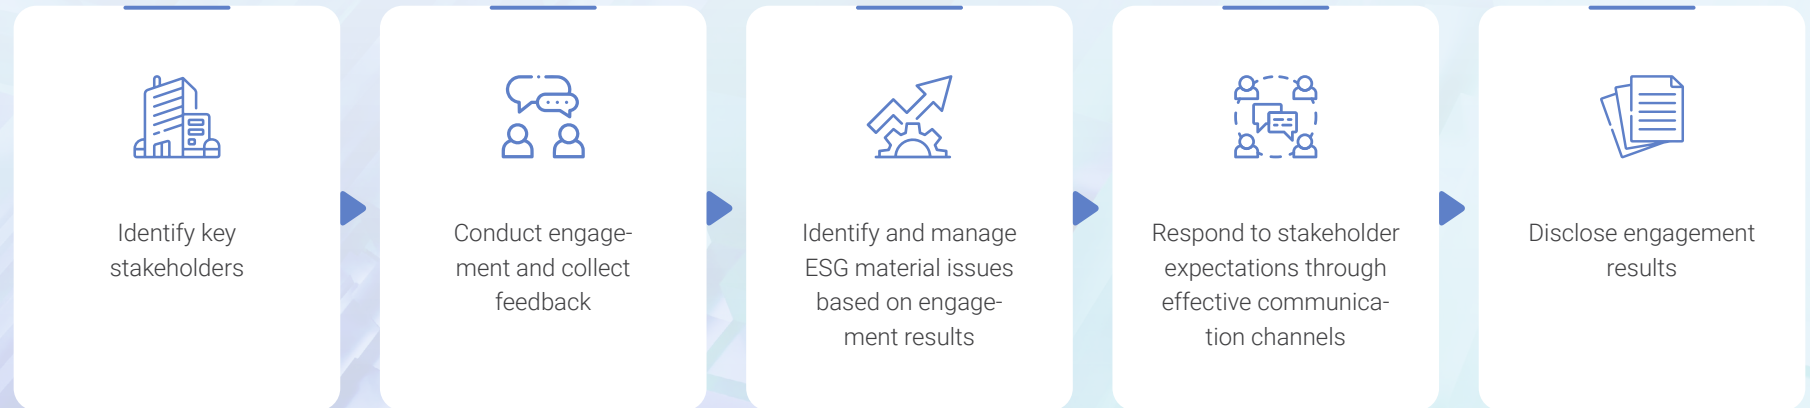 Identify key
stakeholders
Conduct engage-
ment and collect
feedback
Identify and manage
ESG material issues
based on engage-
ment results
Respond to stakeholder
expectations through
effective communica-
tion channels
Disclose engagement
results